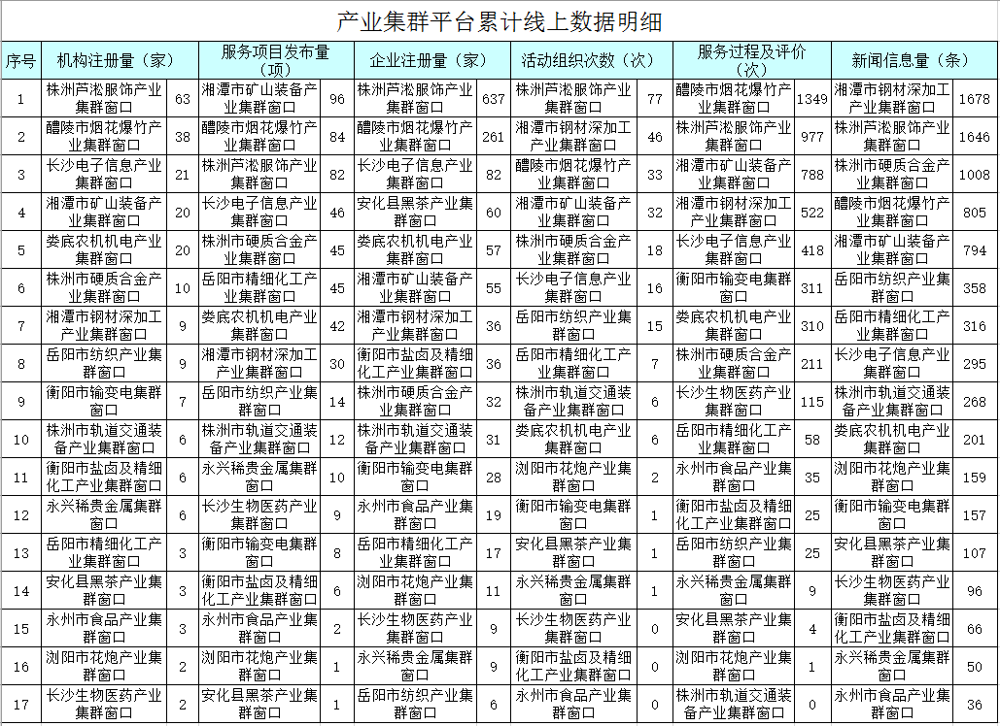 产业集群平台累计线上数据明细
序号 机构注册量（家） 服务项目发布量（项） 企业注册量（家） 活动组织次数（次） 服务过程及评价（次） 新闻信息量（条）
1 株洲芦淞服饰产业集群窗口 63 湘潭市矿山装备产业集群窗口 96 株洲芦淞服饰产业集群窗口 637 株洲芦淞服饰产业集群窗口 77 醴陵市烟花爆竹产业集群窗口 1349 湘潭市钢材深加工产业集群窗口 1678
2 醴陵市烟花爆竹产业集群窗口 38 醴陵市烟花爆竹产业集群窗口 84 醴陵市烟花爆竹产业集群窗口 261 湘潭市钢材深加工产业集群窗口 46 株洲芦淞服饰产业集群窗口 977 株洲芦淞服饰产业集群窗口 1646
3 长沙电子信息产业集群窗口 21 株洲芦淞服饰产业集群窗口 82 长沙电子信息产业集群窗口 82 醴陵市烟花爆竹产业集群窗口 33 湘潭市矿山装备产业集群窗口 788 株洲市硬质合金产业集群窗口 1008
4 湘潭市矿山装备产业集群窗口 20 长沙电子信息产业集群窗口 46 安化县黑茶产业集群窗口 60 湘潭市矿山装备产业集群窗口 32 湘潭市钢材深加工产业集群窗口 522 醴陵市烟花爆竹产业集群窗口 805
5 娄底农机机电产业集群窗口 20 株洲市硬质合金产业集群窗口 45 娄底农机机电产业集群窗口 57 株洲市硬质合金产业集群窗口 18 长沙电子信息产业集群窗口 418 湘潭市矿山装备产业集群窗口 794
6 株洲市硬质合金产业集群窗口 10 岳阳市精细化工产业集群窗口 45 湘潭市矿山装备产业集群窗口 55 长沙电子信息产业集群窗口 16 衡阳市输变电集群窗口 311 岳阳市纺织产业集群窗口 358
7 湘潭市钢材深加工产业集群窗口 9 娄底农机机电产业集群窗口 42 湘潭市钢材深加工产业集群窗口 36 岳阳市纺织产业集群窗口 15 娄底农机机电产业集群窗口 310 岳阳市精细化工产业集群窗口 316
8 岳阳市纺织产业集群窗口 9 湘潭市钢材深加工产业集群窗口 30 衡阳市盐卤及精细化工产业集群窗口 36 岳阳市精细化工产业集群窗口 7 株洲市硬质合金产业集群窗口 211 长沙电子信息产业集群窗口 295
9 衡阳市输变电集群窗口 7 岳阳市纺织产业集群窗口 14 株洲市硬质合金产业集群窗口 32 株洲市轨道交通装备产业集群窗口 6 长沙生物医药产业集群窗口 115 株洲市轨道交通装备产业集群窗口 268
10 株洲市轨道交通装备产业集群窗口 6 株洲市轨道交通装备产业集群窗口 12 株洲市轨道交通装备产业集群窗口 31 娄底农机机电产业集群窗口 6 岳阳市精细化工产业集群窗口 58 娄底农机机电产业集群窗口 201
11 衡阳市盐卤及精细化工产业集群窗口 6 永兴稀贵金属集群窗口 10 衡阳市输变电集群窗口 28 浏阳市花炮产业集群窗口 2 永州市食品产业集群窗口 35 浏阳市花炮产业集群窗口 159
12 永兴稀贵金属集群窗口 6 长沙生物医药产业集群窗口 9 永州市食品产业集群窗口 19 衡阳市输变电集群窗口 1 衡阳市盐卤及精细化工产业集群窗口 25 衡阳市输变电集群窗口 157
13 岳阳市精细化工产业集群窗口 3 衡阳市输变电集群窗口 8 岳阳市精细化工产业集群窗口 17 安化县黑茶产业集群窗口 1 岳阳市纺织产业集群窗口 25 安化县黑茶产业集群窗口 107
14 安化县黑茶产业集群窗口 3 衡阳市盐卤及精细化工产业集群窗口 6 浏阳市花炮产业集群窗口 11 永兴稀贵金属集群窗口 1 永兴稀贵金属集群窗口 9 长沙生物医药产业集群窗口 96
15 永州市食品产业集群窗口 3 永州市食品产业集群窗口 2 长沙生物医药产业集群窗口 9 长沙生物医药产业集群窗口 0 安化县黑茶产业集群窗口 4 衡阳市盐卤及精细化工产业集群窗口 66
16 浏阳市花炮产业集群窗口 2 浏阳市花炮产业集群窗口 1 永兴稀贵金属集群窗口 9 衡阳市盐卤及精细化工产业集群窗口 0 浏阳市花炮产业集群窗口 1 永兴稀贵金属集群窗口 50
17 长沙生物医药产业集群窗口 2 安化县黑茶产业集群窗口 1 岳阳市纺织产业集群窗口 6 永州市食品产业集群窗口 0 株洲市轨道交通装备产业集群窗口 0 永州市食品产业集群窗口 36